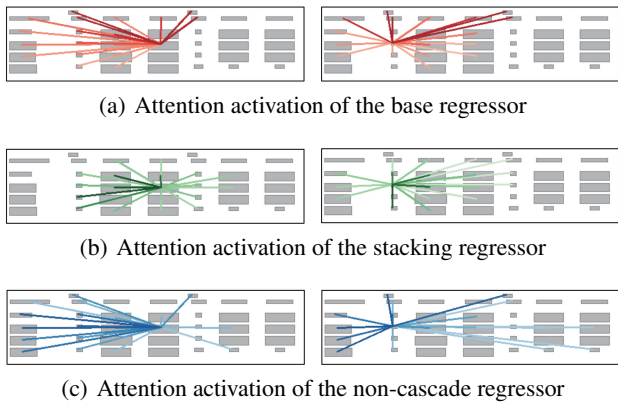 (a) Attention activation of the base regressor
(b) Attention activation of the stacking regressor
(c) Attention activation of the non-cascade regressor